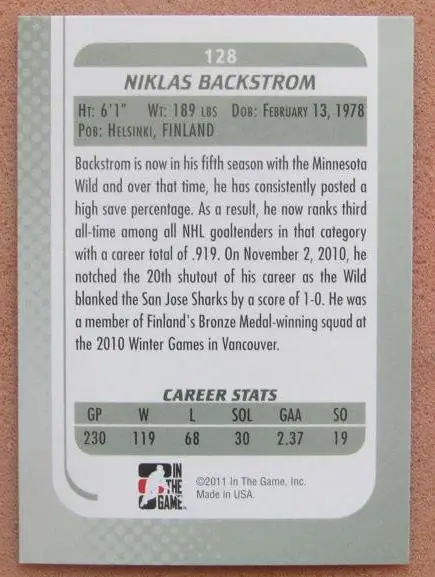 128
NIKLAS BACKSTROM
HT: 6'1" WT: 189 LBS DOB: FEBRUARY 13, 1978
POB: HELSINKI, FINLAND
Backstrom is now in his fifth season with the Minnesota
Wild and over that time, he has consistently posted a
high save percentage. As a result, he now ranks third
all-time among all NHL goaltenders in that category
with a career total of .919. On November 2, 2010, he
notched the 20th shutout of his career as the Wild
blanked the San Jose Sharks by a score of 1-0. He was
a member of Finland's Bronze Medal-winning squad at
the 2010 Winter Games in Vancouver.
CAREER STATS
GP W L SOL GAA SO
230 119 68 30 2.37 19
IN
THE
GAME
©2011 In The Game, Inc.
Made in USA.